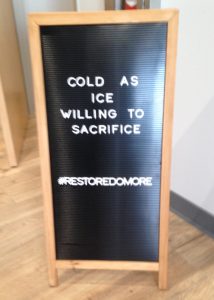 COLD AS
ICE
WILLING TO
SACRIFICE
#RESTOREDOMORE